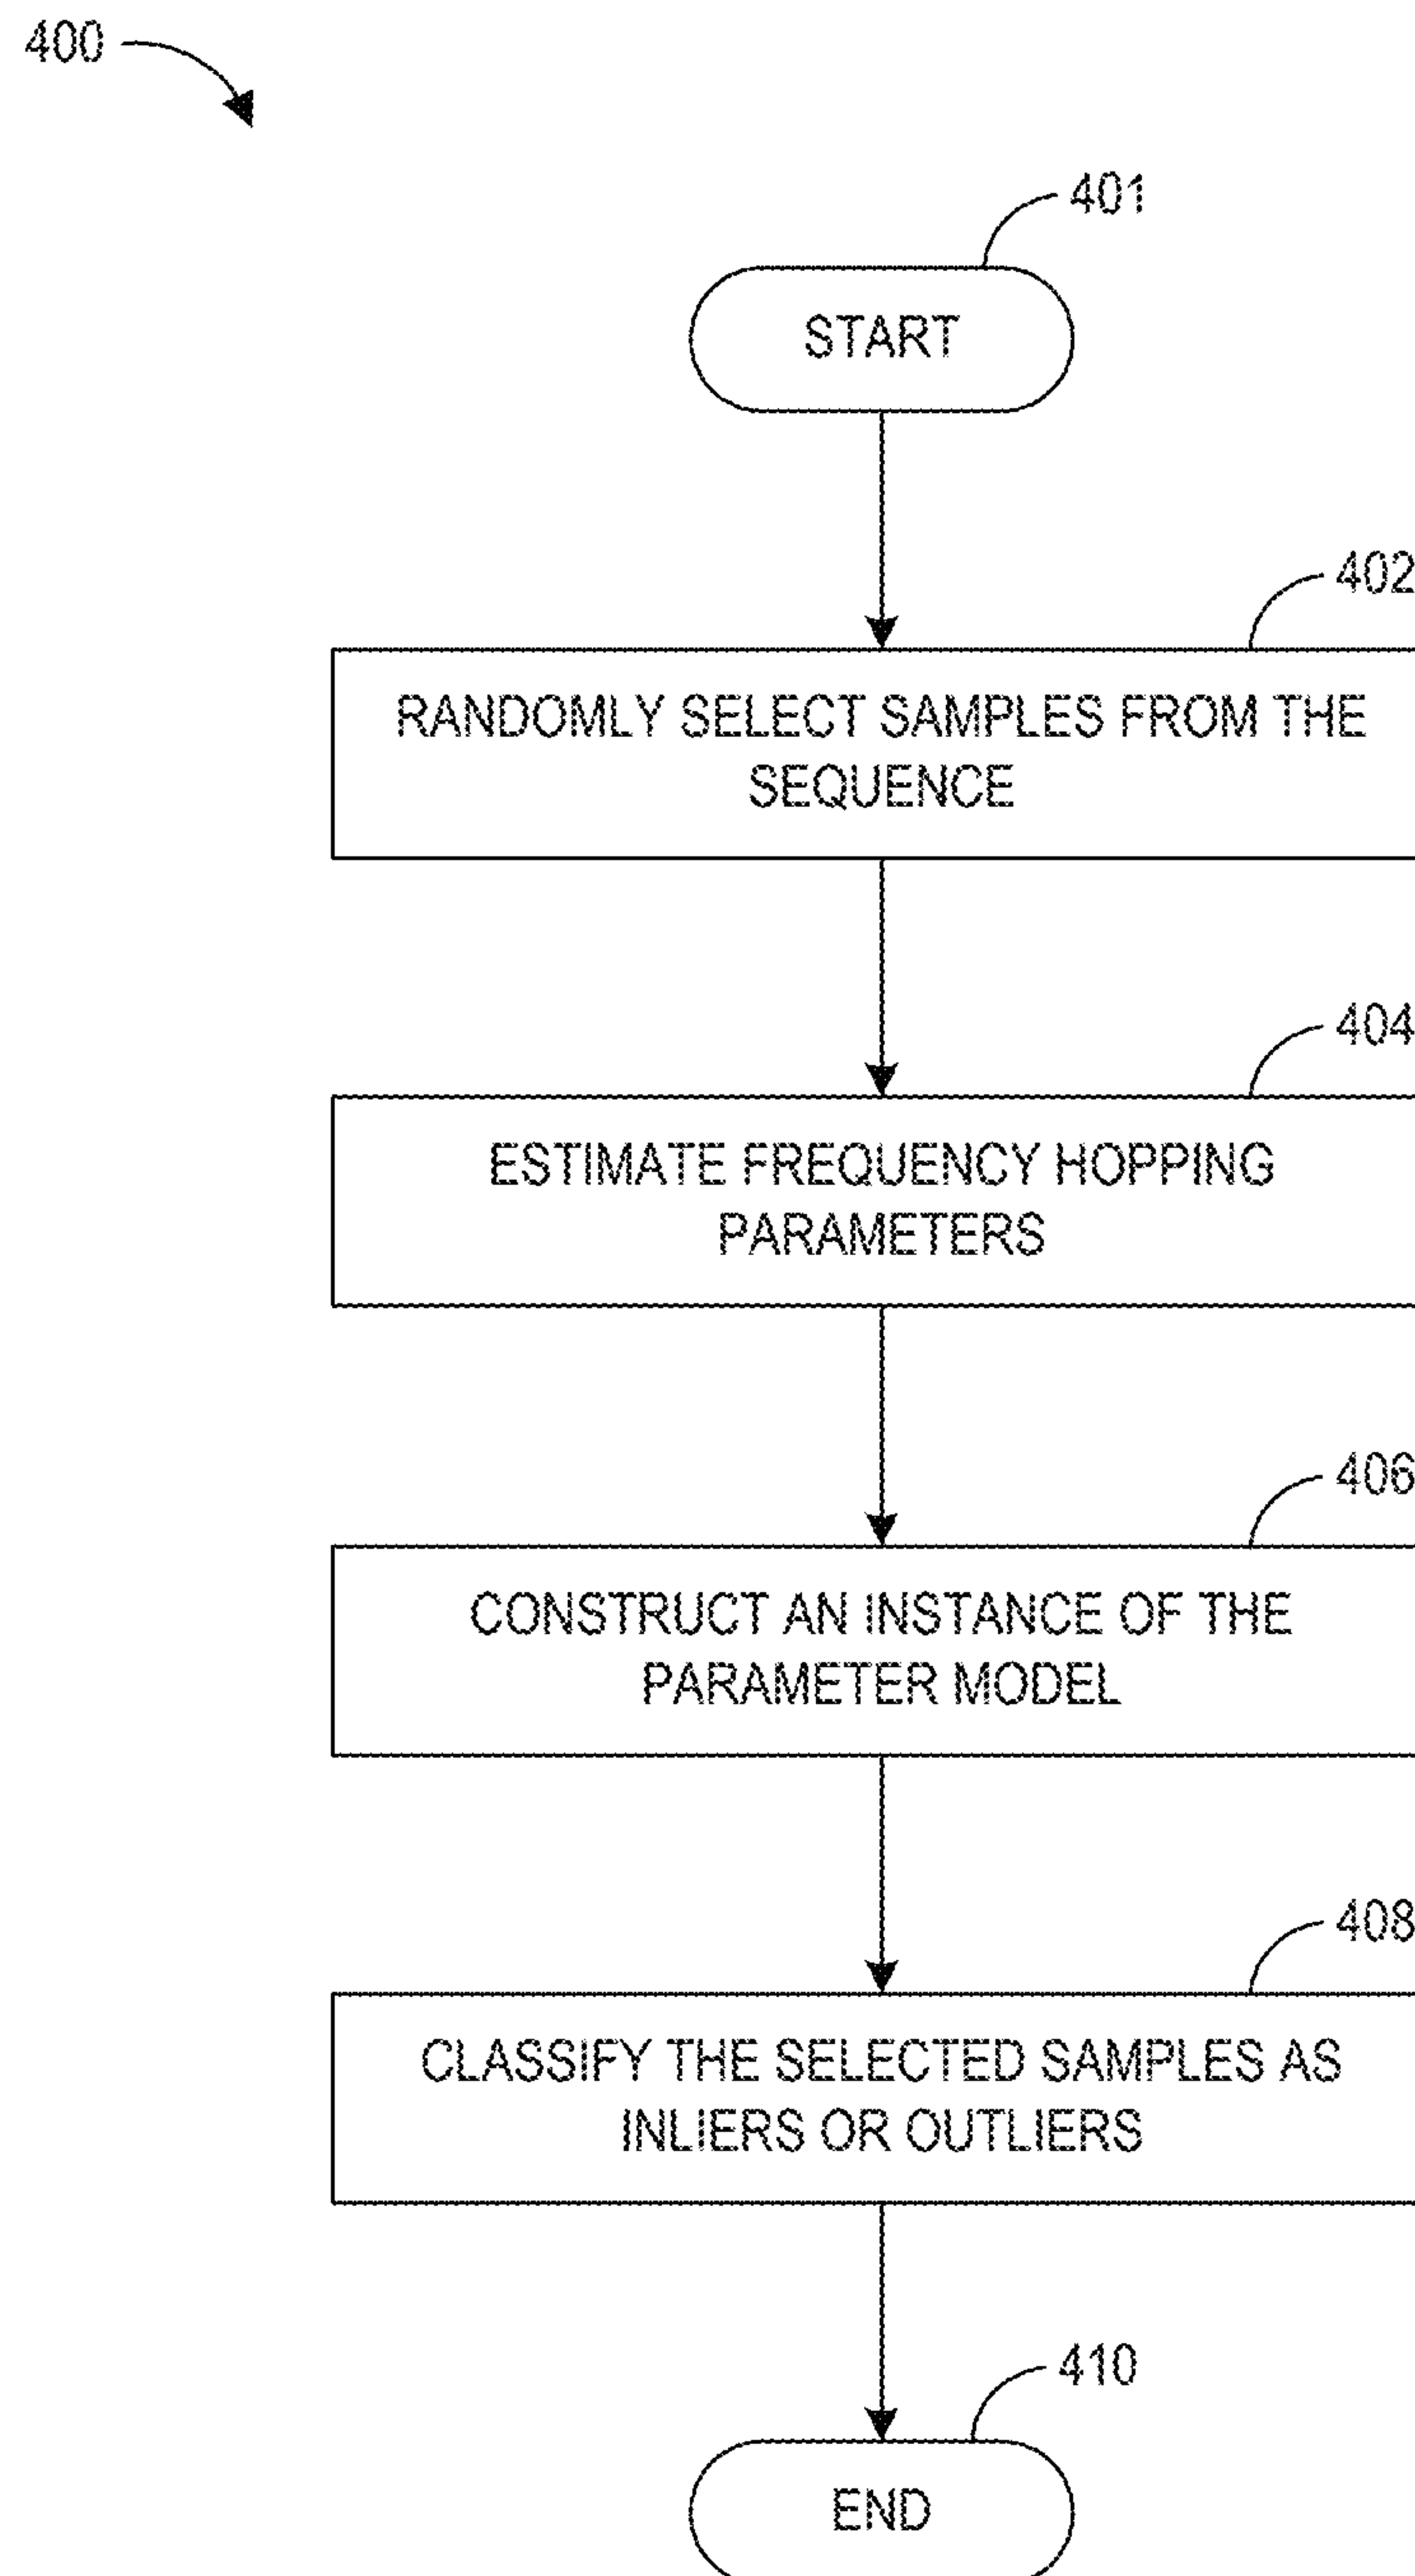 400
401
START
402
RANDOMLY SELECT SAMPLES FROM THE
SEQUENCE
404
ESTIMATE FREQUENCY HOPPING
PARAMETERS
406
CONSTRUCT AN INSTANCE OF THE
PARAMETER MODEL
408
CLASSIFY THE SELECTED SAMPLES AS
INLIERS OR OUTLIERS
410
END